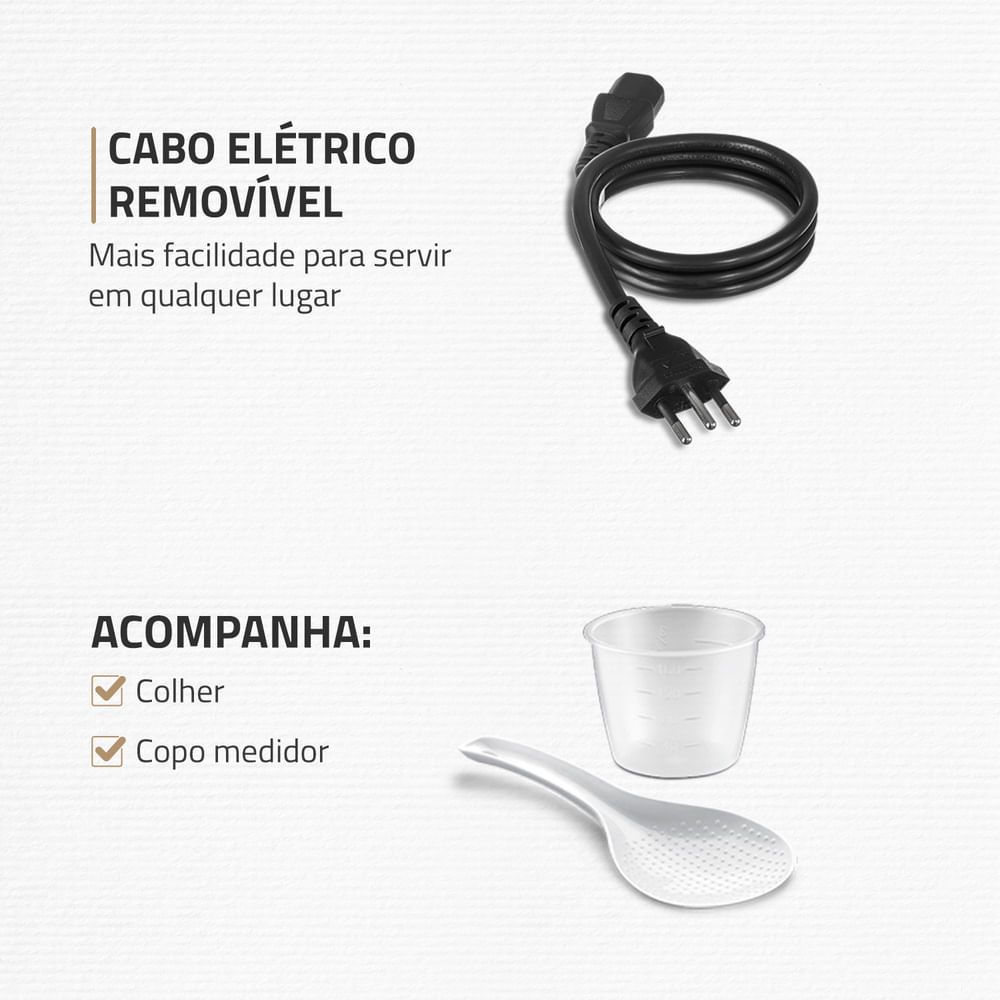 CABO ELÉTRICO
REMOVÍVEL
Mais facilidade para servir
em qualquer lugar
ACOMPANHA:
Colher
Copo medidor